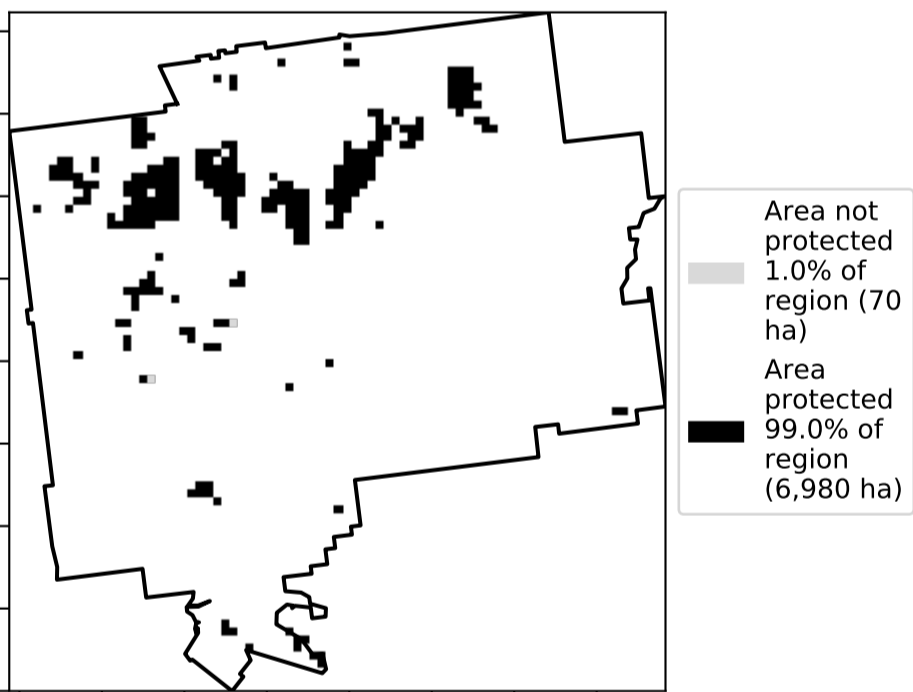 Area not
protected
1.0% of
region (70
ha)
Area
protected
99.0% of
region
(6,980 ha)